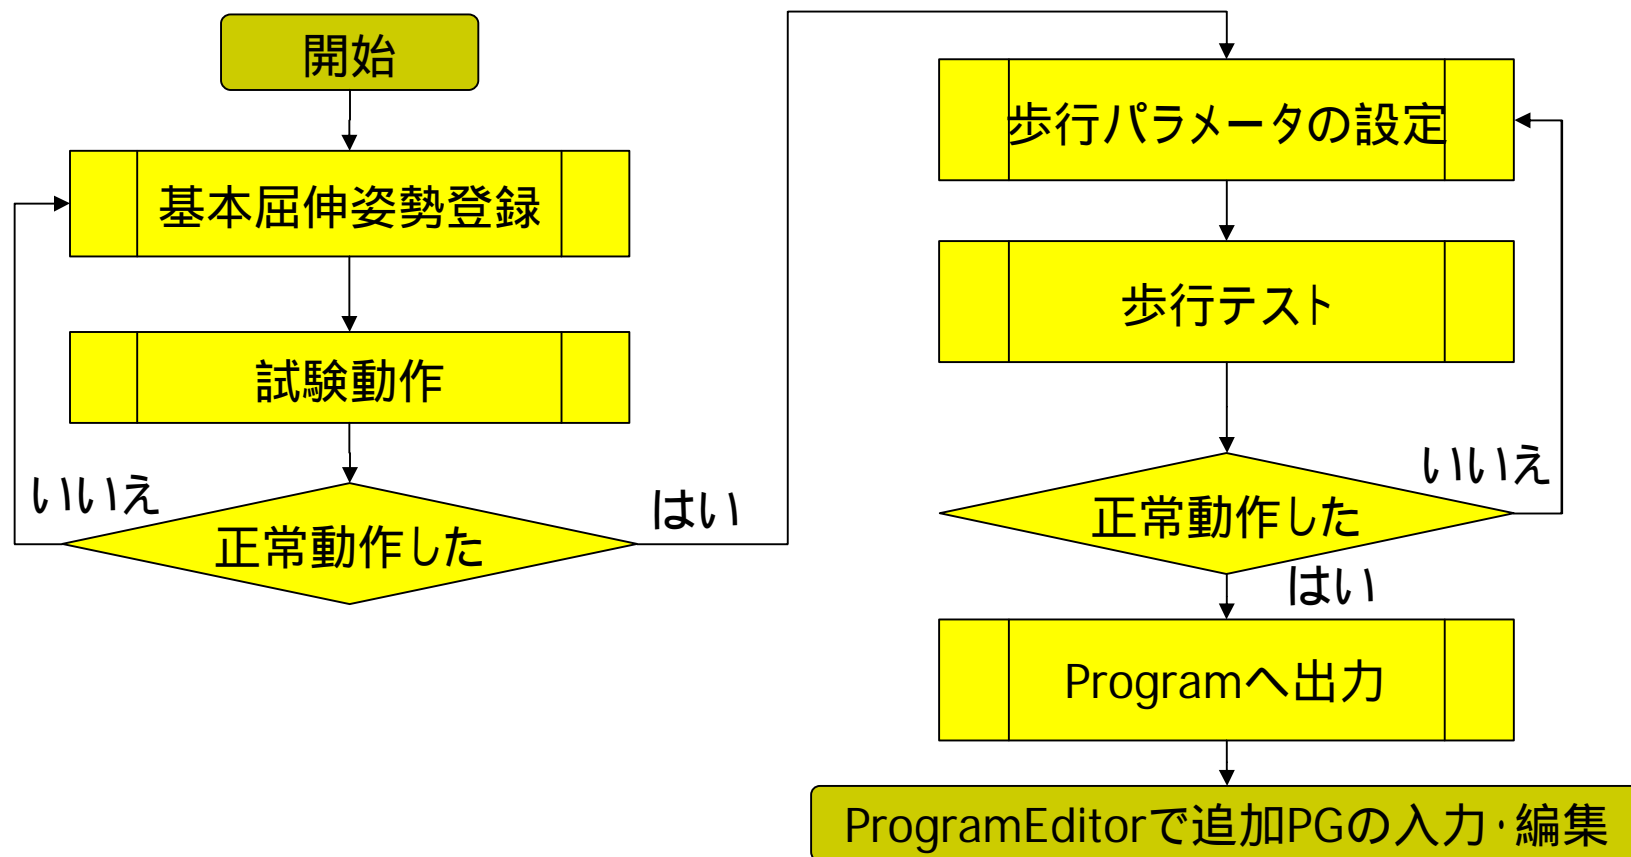 開始
基本屈伸姿勢登録
試験動作
いいえ
正常動作した
はい
歩行パラメータの設定
歩行テスト
いいえ
正常動作した
はい
Programへ出力
ProgramEditorで追加PGの入力・編集